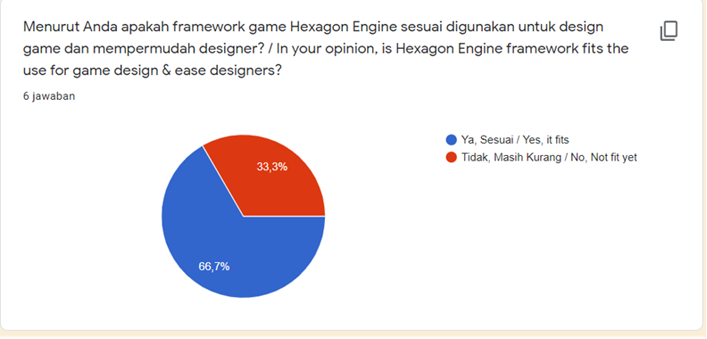 Menurut Anda apakah framework game Hexagon Engine sesuai digunakan untuk design
game dan mempermudah designer? / In your opinion, is Hexagon Engine framework fits the
use for game design & ease designers?
6 jawaban
Ya, Sesuai / Yes, it fits
Tidak, Masih Kurang / No, Not fit yet
33,3%
66,7%